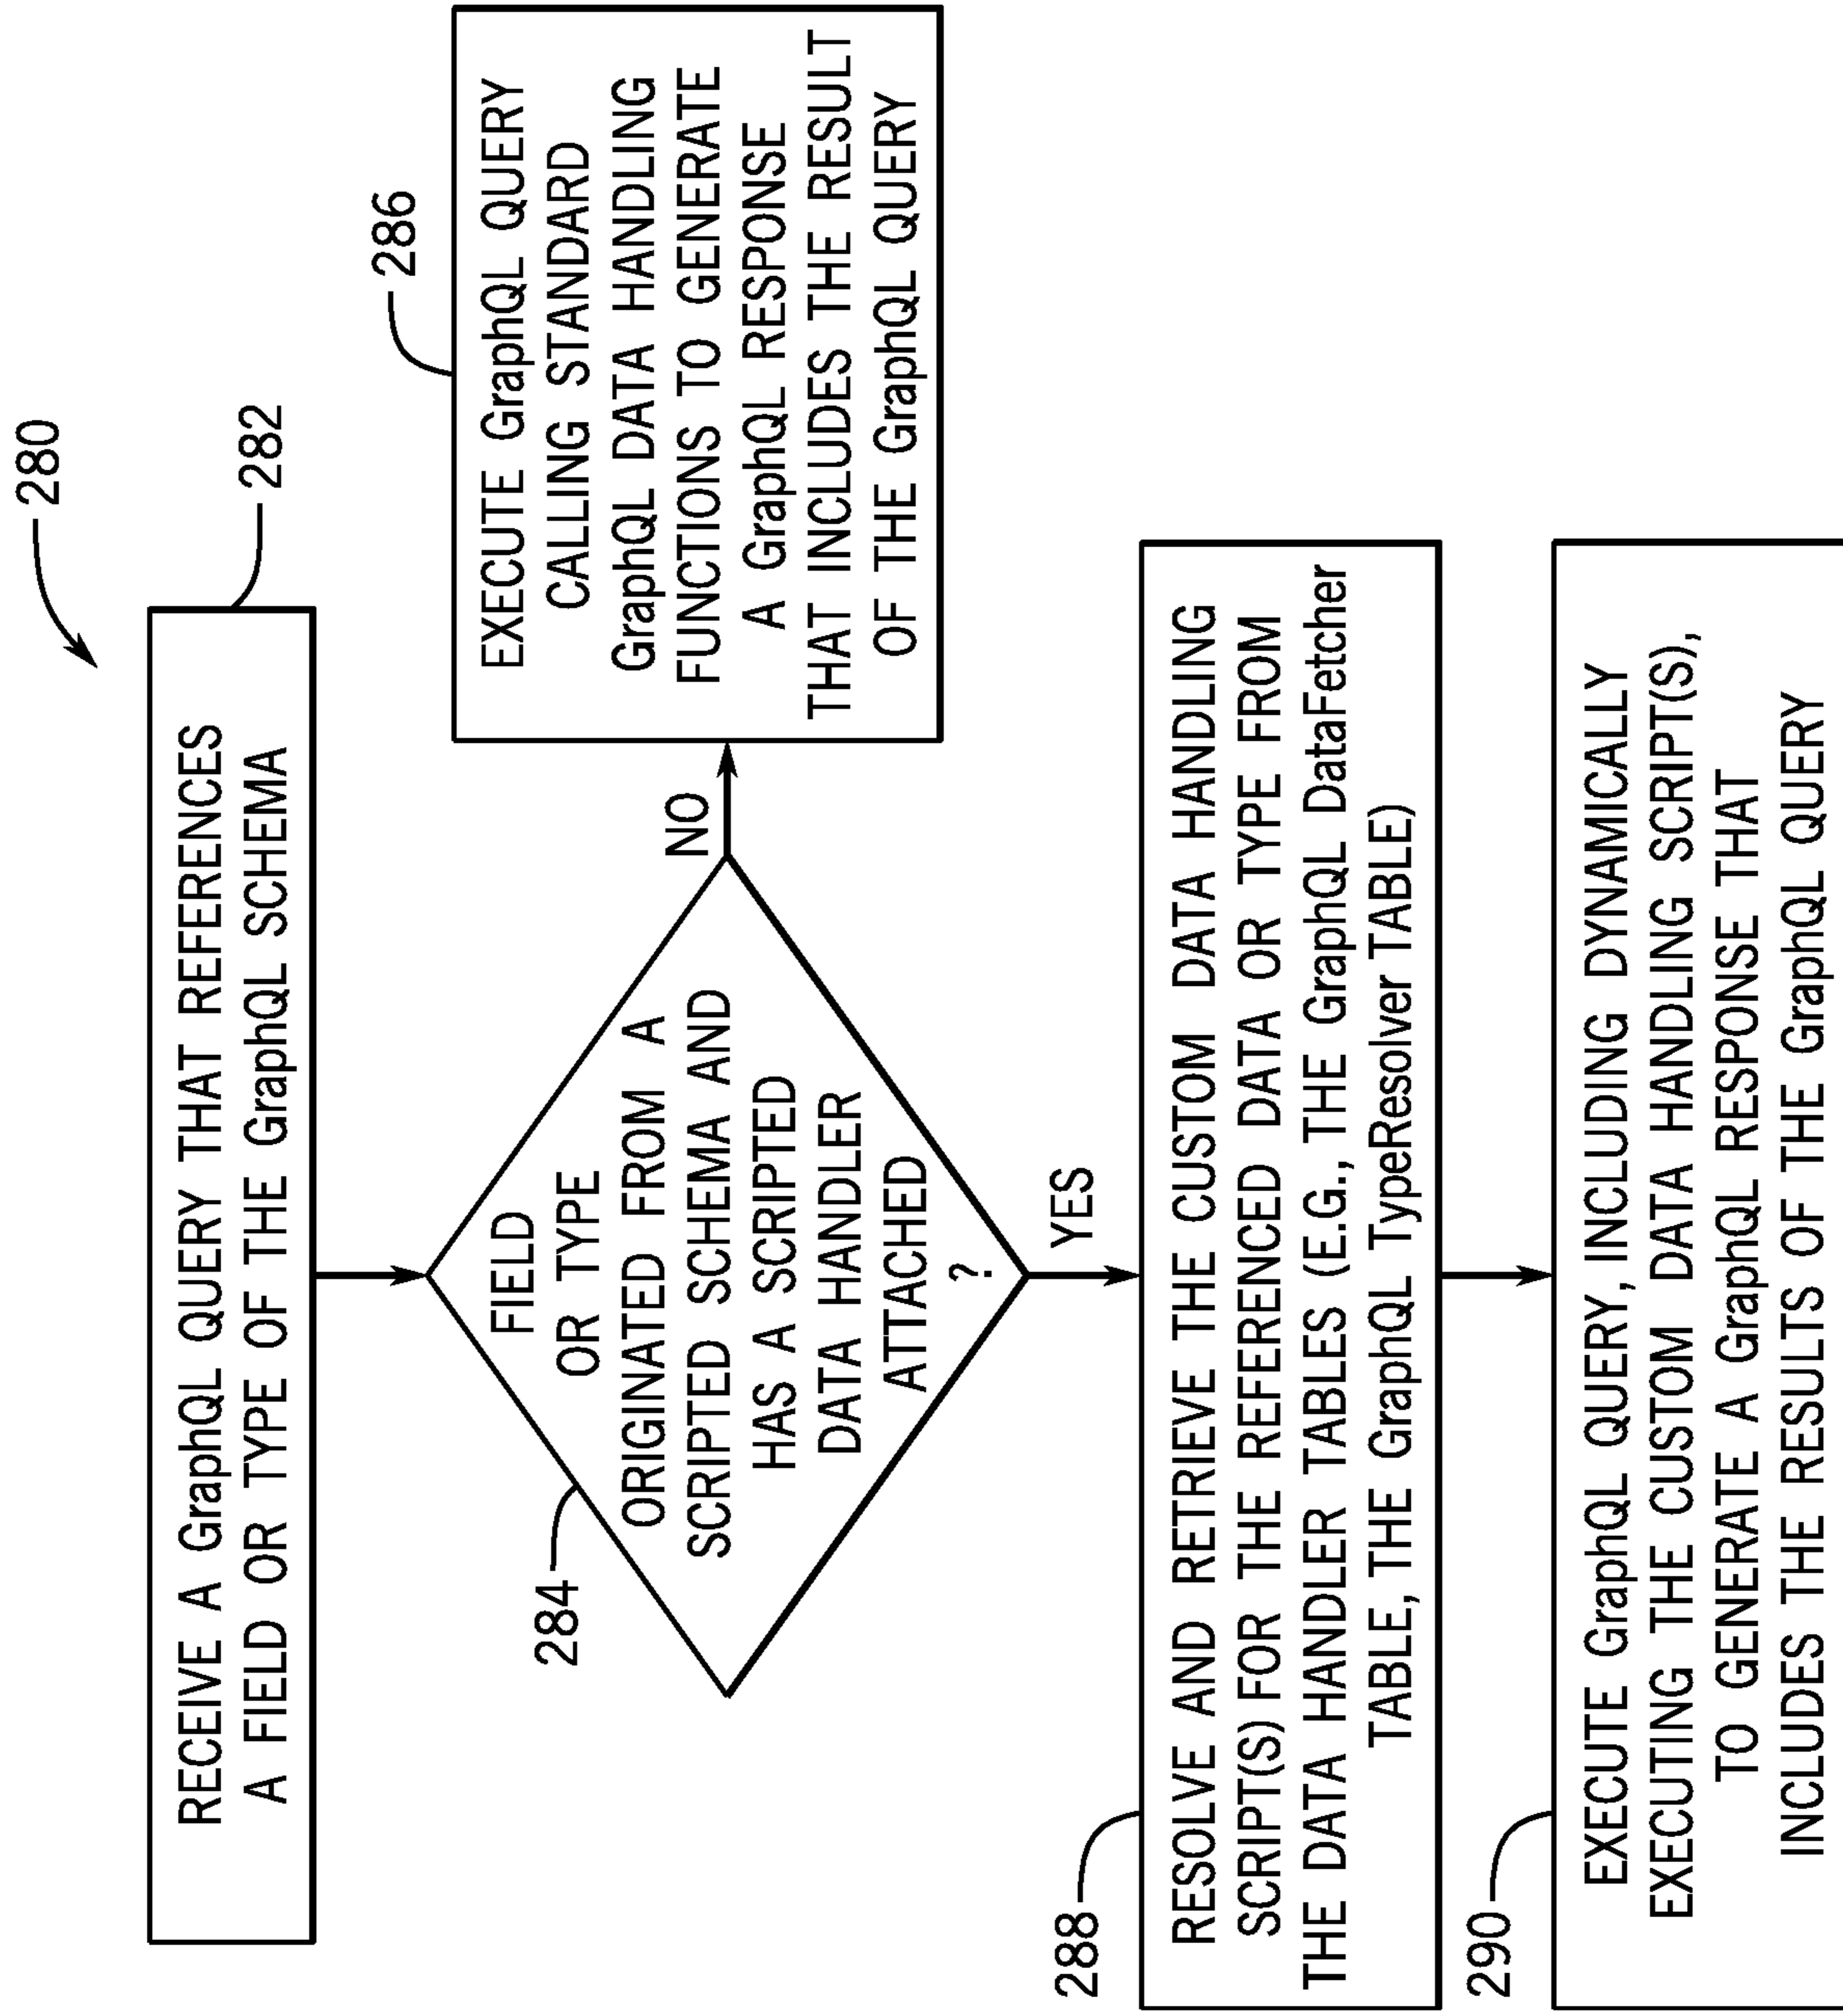 280
282
RECEIVE A GraphQL QUERY THAT REFERENCES
A FIELD OR TYPE OF THE GraphQL SCHEMA
284
FIELD
OR TYPE
ORIGINATED FROM A
SCRIPTED SCHEMA AND
HAS A SCRIPTED
DATA HANDLER
ATTACHED
?
NO
286
EXECUTE GraphQL QUERY
CALLING STANDARD
GraphQL DATA HANDLING
FUNCTIONS TO GENERATE
A GraphQL RESPONSE
THAT INCLUDES THE RESULT
OF THE GraphQL QUERY
YES
288
RESOLVE AND RETRIEVE THE CUSTOM DATA HANDLING
SCRIPT(S) FOR THE REFERENCED DATA OR TYPE FROM
THE DATA HANDLER TABLES (E.G., THE GraphQL DataFetcher
TABLE, THE GraphQL TypeResolver TABLE)
290
EXECUTE GraphQL QUERY, INCLUDING DYNAMICALLY
EXECUTING THE CUSTOM DATA HANDLING SCRIPT(S),
TO GENERATE A GraphQL RESPONSE THAT
INCLUDES THE RESULTS OF THE GraphQL QUERY